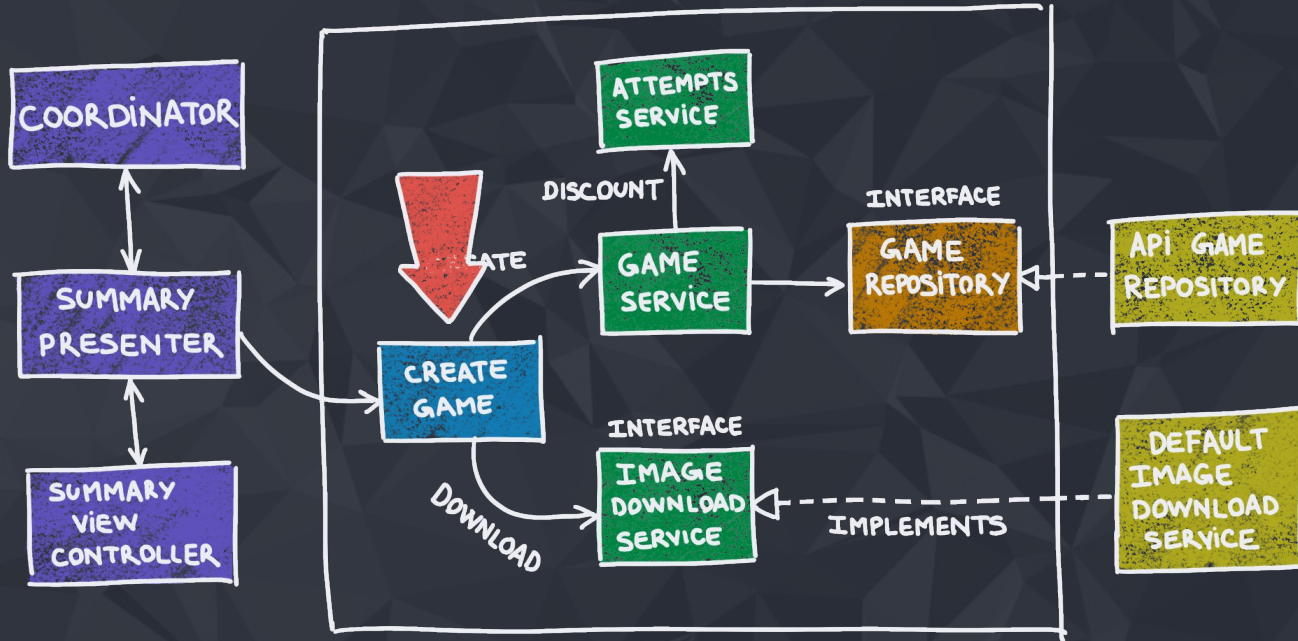 COORDINATOR
SUMMARY
PRESENTER
SUMMARY
VIEW
CONTROLLER
CREATE
GAME
DOWNLOAD
ATTEMPTS
SERVICE
DISCOUNT
GAME
SERVICE
INTERFACE
IMAGE
DOWNLOAD
SERVICE
INTERFACE
GAME
REPOSITORY
IMPLEMENTS
API GAME
REPOSITORY
DEFAULT
IMAGE
DOWNLOAD
SERVICE